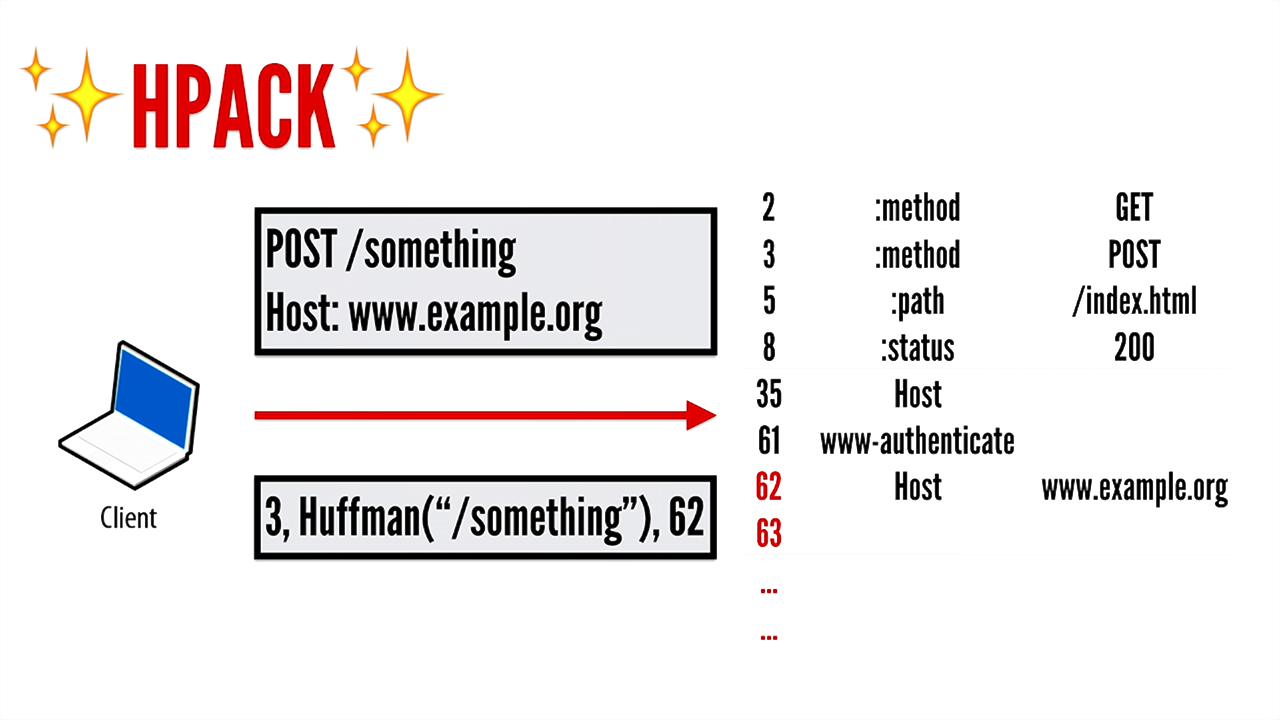 HPACK
POST /something
Host: www.example.org
Client
3, Huffman(“/something”), 62
2 :method GET
3 :method POST
5 :path /index.html
8 :status 200
35 Host
61 www-authenticate
62 Host www.example.org
63
...
...